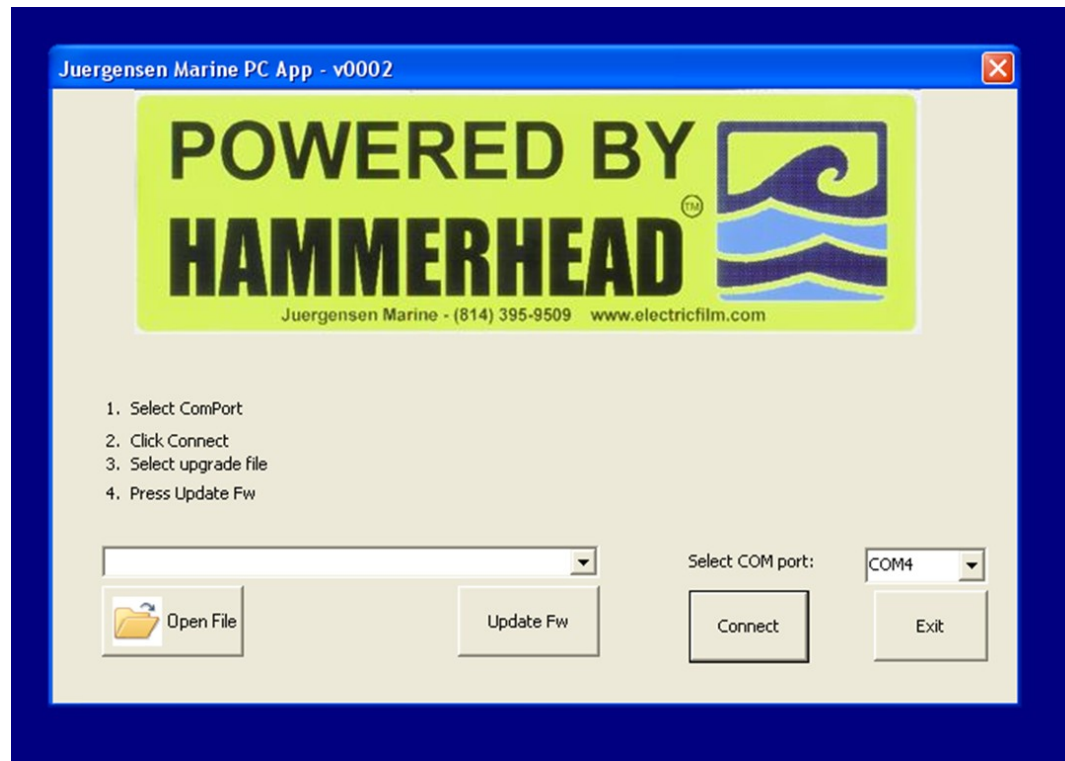 Juergensen Marine PC App - v0002
POWERED BY
HAMMERHEAD TM
Juergensen Marine - (814) 395-9509 www.electricfilm.com
1. Select ComPort
2. Click Connect
3. Select upgrade file
4. Press Update Fw
Select COM port: COM4
Open File Update Fw Connect Exit